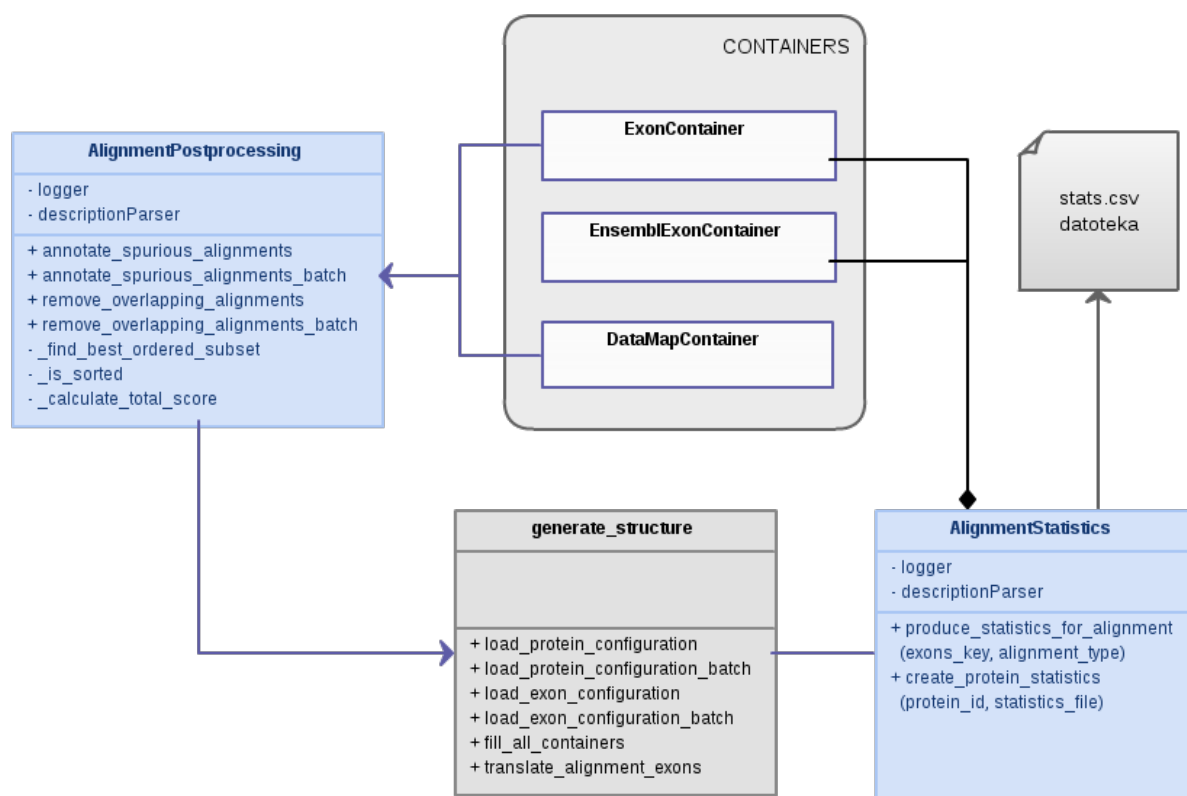 CONTAINERS
ExonContainer
EnsemblExonContainer
DataMapContainer
AlignmentPostprocessing
- logger
- descriptionParser
+ annotate_spurious_alignments
+ annotate_spurious_alignments_batch
+ remove_overlapping_alignments
+ remove_overlapping_alignments_batch
- _find_best_ordered_subset
- _is_sorted
- _calculate_total_score
stats.csv
datoteka
generate_structure
+ load_protein_configuration
+ load_protein_configuration_batch
+ load_exon_configuration
+ load_exon_configuration_batch
+ fill_all_containers
+ translate_alignment_exons
AlignmentStatistics
- logger
- descriptionParser
+ produce_statistics_for_alignment
(exons_key, alignment_type)
+ create_protein_statistics
(protein_id, statistics_file)